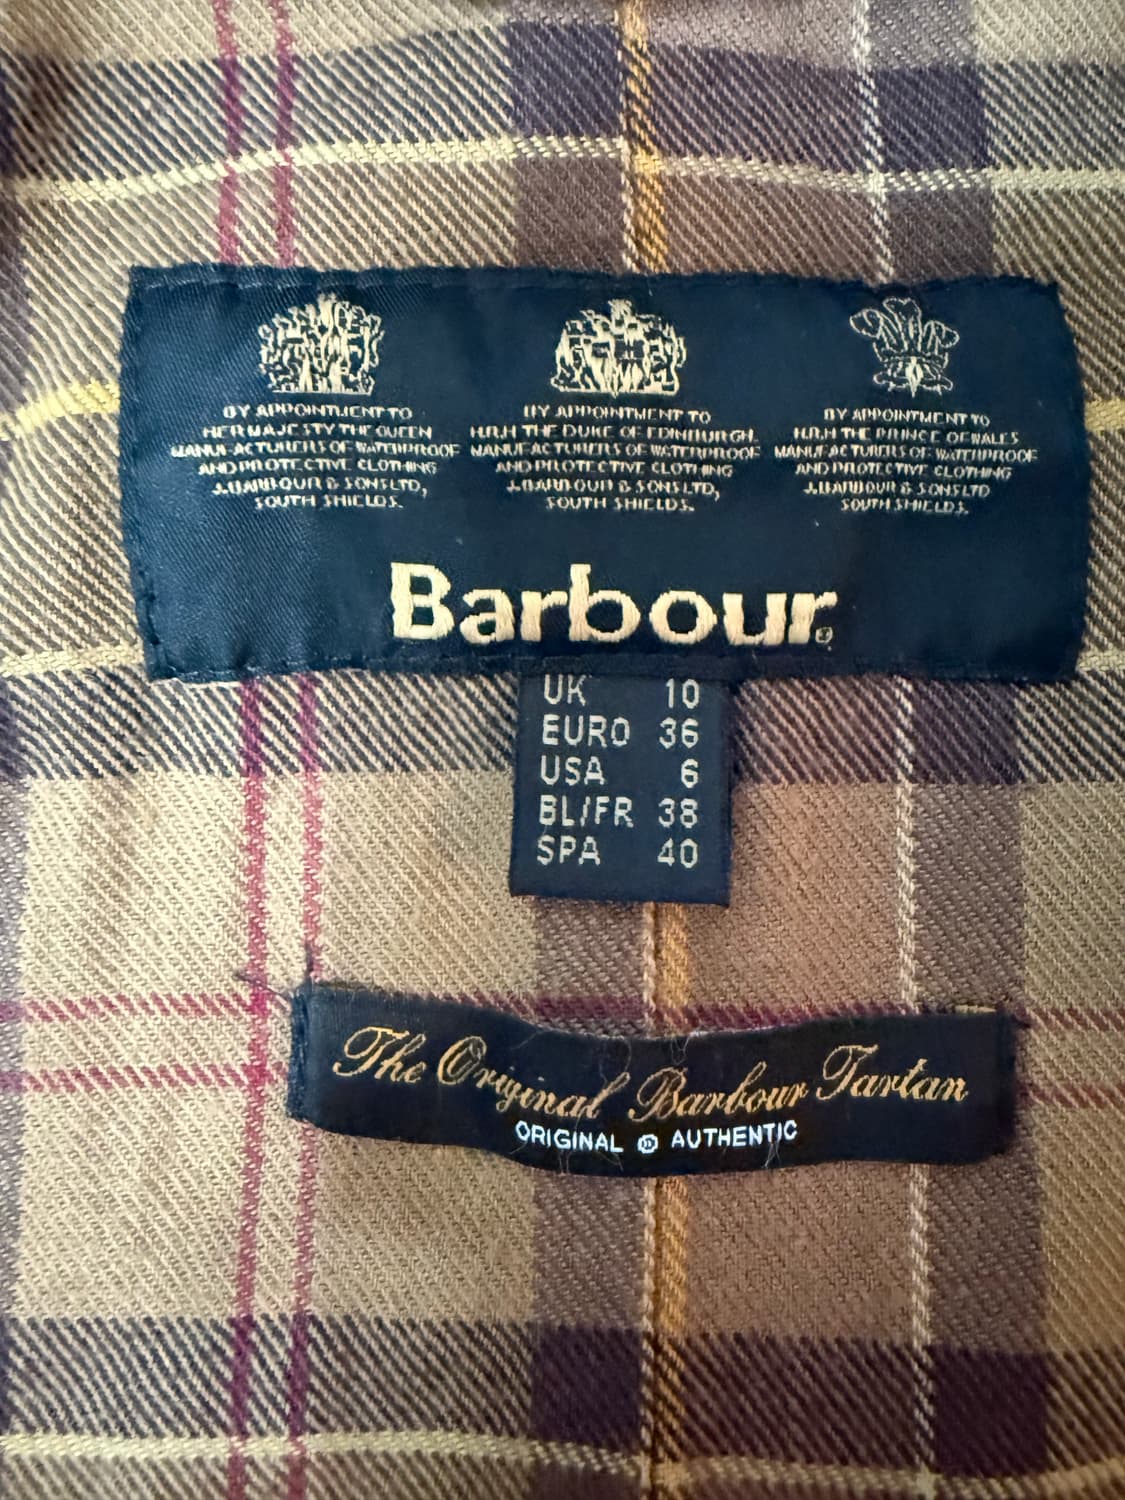 BY APPOINTMENT TO
HER MAJESTY THE QUEEN
MANUFACTURERS OF WATERPROOF
AND PROTECTIVE CLOTHING
J.BARBOUR & SONS LTD,
SOUTH SHIELDS.
BY APPOINTMENT TO
H.R.H THE DUKE OF EDINBURGH.
MANUFACTURERS OF WATERPROOF
AND PROTECTIVE CLOTHING
J.BARBOUR & SONS LTD,
SOUTH SHIELDS.
BY APPOINTMENT TO
H.R.H THE PRINCE OF WALES
MANUFACTURERS OF WATERPROOF
AND PROTECTIVE CLOTHING
J.BARBOUR & SONS LTD
SOUTH SHIELDS.
Barbour®
UK 10
EURO 36
USA 6
BL/FR 38
SPA 40
The Original Barbour Tartan
ORIGINAL AUTHENTIC